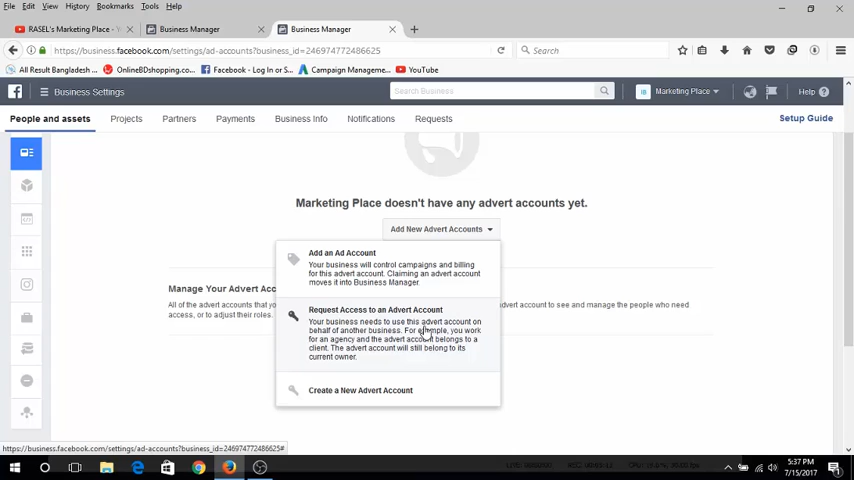 File Edit View History Bookmarks Tools Help
RASEL's Marketing Place - Y
Business Manager
Business Manager
https://business.facebook.com/settings/ad-accounts?business_id=246974772486625
Search
All Result Bangladesh ...
OnlineBDshopping.co...
Facebook - Log In or S...
Campaign Manageme...
YouTube
Business Settings
Search Business
Marketing Place
Help
People and assets Projects Partners Payments Business Info Notifications Requests
Setup Guide
Marketing Place doesn't have any advert accounts yet.
Add New Advert Accounts
Add an Ad Account
Your business will control campaigns and billing
for this advert account. Claiming an advert account
moves it into Business Manager.
Manage Your Advert Acc
All of the advert accounts that yo
access, or to adjust their roles.
vert account to see and manage the people who need
Request Access to an Advert Account
Your business needs to use this advert account on
behalf of another business. For example, you work
for an agency and the advert account belongs to a
client. The advert account will still belong to its
current owner.
Create a New Advert Account
https://business.facebook.com/settings/ad-accounts?business_id=246974772486625#
5:37 PM
7/15/2017